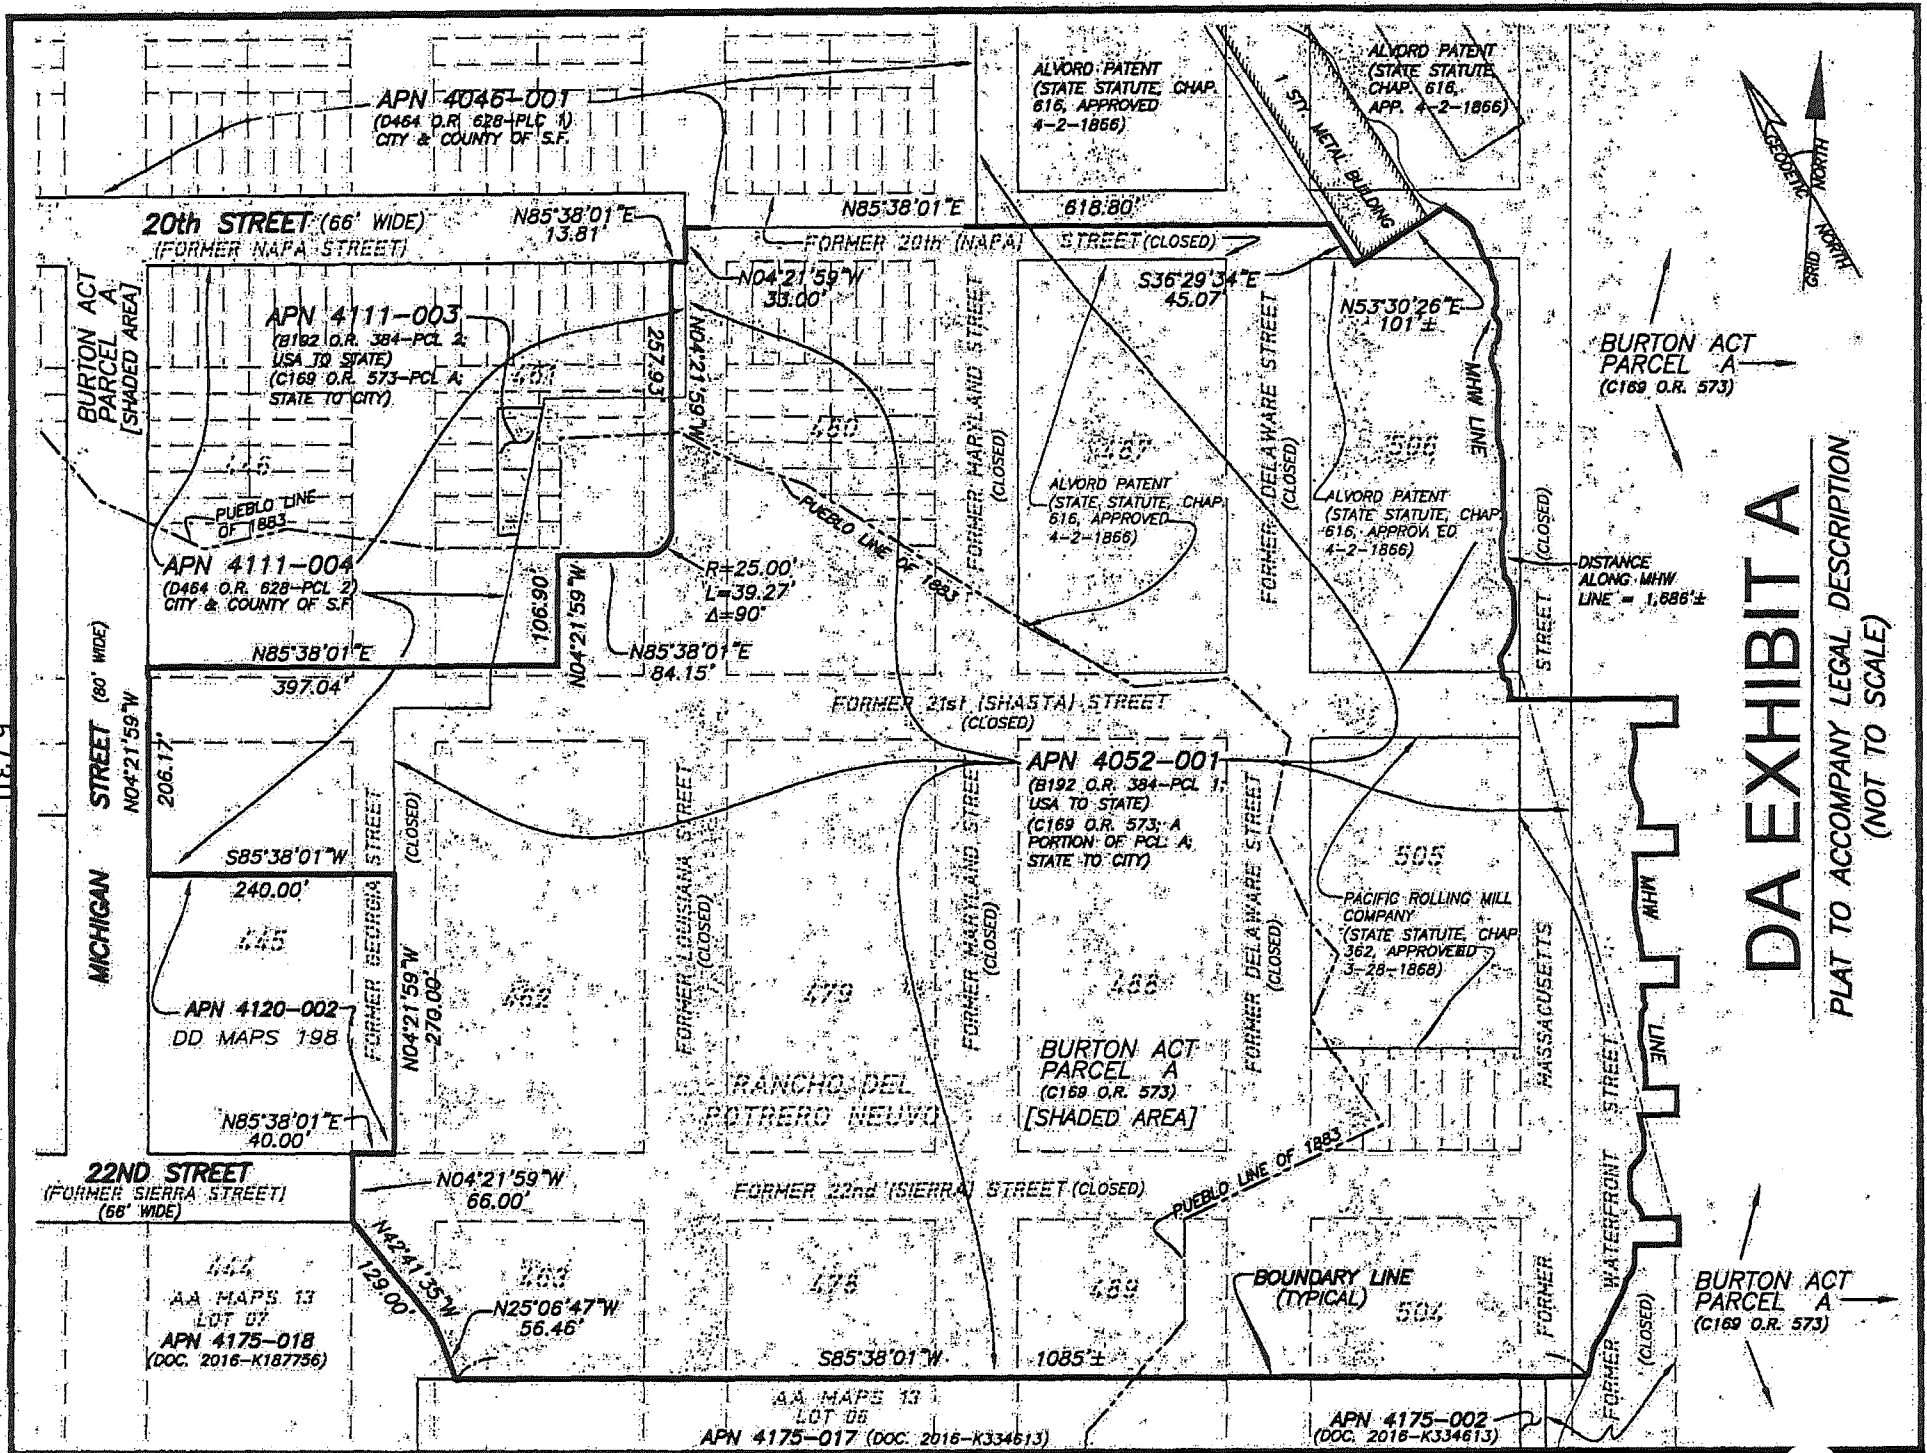 APN 4046-001
(D464 O.R. 628-PLC 1)
CITY & COUNTY OF S.F.
ALVORD PATENT
(STATE STATUTE, CHAP.
616, APPROVED
4-2-1866)
1 STY. METAL BUILDING
ALVORD PATENT
(STATE STATUTE
CHAP. 616,
APP. 4-2-1866)
GEODETIC NORTH
GRID NORTH
20th STREET (66' WIDE)
(FORMER NAPA STREET)
N85°38'01"E
13.81'
N85°38'01"E
618.80'
FORMER 20th (NAPA) STREET (CLOSED)
N04°21'59"W
33.00'
S36°29'34"E
45.07'
N53°30'26"E
101'±
BURTON ACT
PARCEL A
[SHADED AREA]
APN 4111-003
(B192 O.R. 384-PCL 2;
USA TO STATE)
(C169 O.R. 573-PCL A;
STATE TO CITY)
257.93'
N04°21'59"W
FORMER MARYLAND STREET
(CLOSED)
FORMER DELAWARE STREET
(CLOSED)
MHW LINE
BURTON ACT
PARCEL A
(C169 O.R. 573)
446
461
480
487
506
PUEBLO LINE
OF 1883
PUEBLO LINE OF 1883
ALVORD PATENT
(STATE STATUTE, CHAP.
616, APPROVED
4-2-1866)
ALVORD PATENT
(STATE STATUTE, CHAP.
616, APPROV ED
4-2-1866)
STREET (CLOSED)
DISTANCE
ALONG MHW
LINE = 1,686'±
APN 4111-004
(D464 O.R. 628-PCL 2)
CITY & COUNTY OF S.F.
106.90'
N04°21'59"W
R=25.00'
L=39.27'
Δ=90°
N85°38'01"E
84.15'
N85°38'01"E
397.04'
MICHIGAN STREET (80' WIDE)
N04°21'59"W
206.17'
FORMER 21st (SHASTA) STREET
(CLOSED)
APN 4052-001
(B192 O.R. 384-PCL 1;
USA TO STATE)
(C169 O.R. 573; A
PORTION OF PCL A;
STATE TO CITY)
FORMER GEORGIA STREET
(CLOSED)
FORMER LOUISIANA STREET
(CLOSED)
FORMER MARYLAND STREET
(CLOSED)
FORMER DELAWARE STREET
(CLOSED)
S85°38'01"W
240.00'
445
462
479
488
505
PACIFIC ROLLING MILL
COMPANY
(STATE STATUTE, CHAP
362, APPROVEED
3-28-1868)
MHW LINE
FORMER MASSACUSETTS
FORMER WATERFRONT STREET
(CLOSED)
APN 4120-002
DD MAPS 198
N04°21'59"W
270.00'
RANCHO DEL
POTRERO NEUVO
BURTON ACT
PARCEL A
(C169 O.R. 573)
[SHADED AREA]
N85°38'01"E
40.00'
22ND STREET
(FORMER SIERRA STREET)
(66' WIDE)
N04°21'59"W
66.00'
FORMER 22nd (SIERRA) STREET (CLOSED)
PUEBLO LINE OF 1883
N42°41'35"W
129.00'
N25°06'47"W
56.46'
444
AA MAPS 13
LOT 07
APN 4175-018
(DOC. 2016-K187756)
463
478
489
504
BOUNDARY LINE
(TYPICAL)
BURTON ACT
PARCEL A
(C169 O.R. 573)
S85°38'01"W
1085'±
AA MAPS 13
LOT 06
APN 4175-017 (DOC. 2016-K334613)
APN 4175-002
(DOC. 2016-K334613)
DA EXHIBIT A
PLAT TO ACCOMPANY LEGAL DESCRIPTION
(NOT TO SCALE)